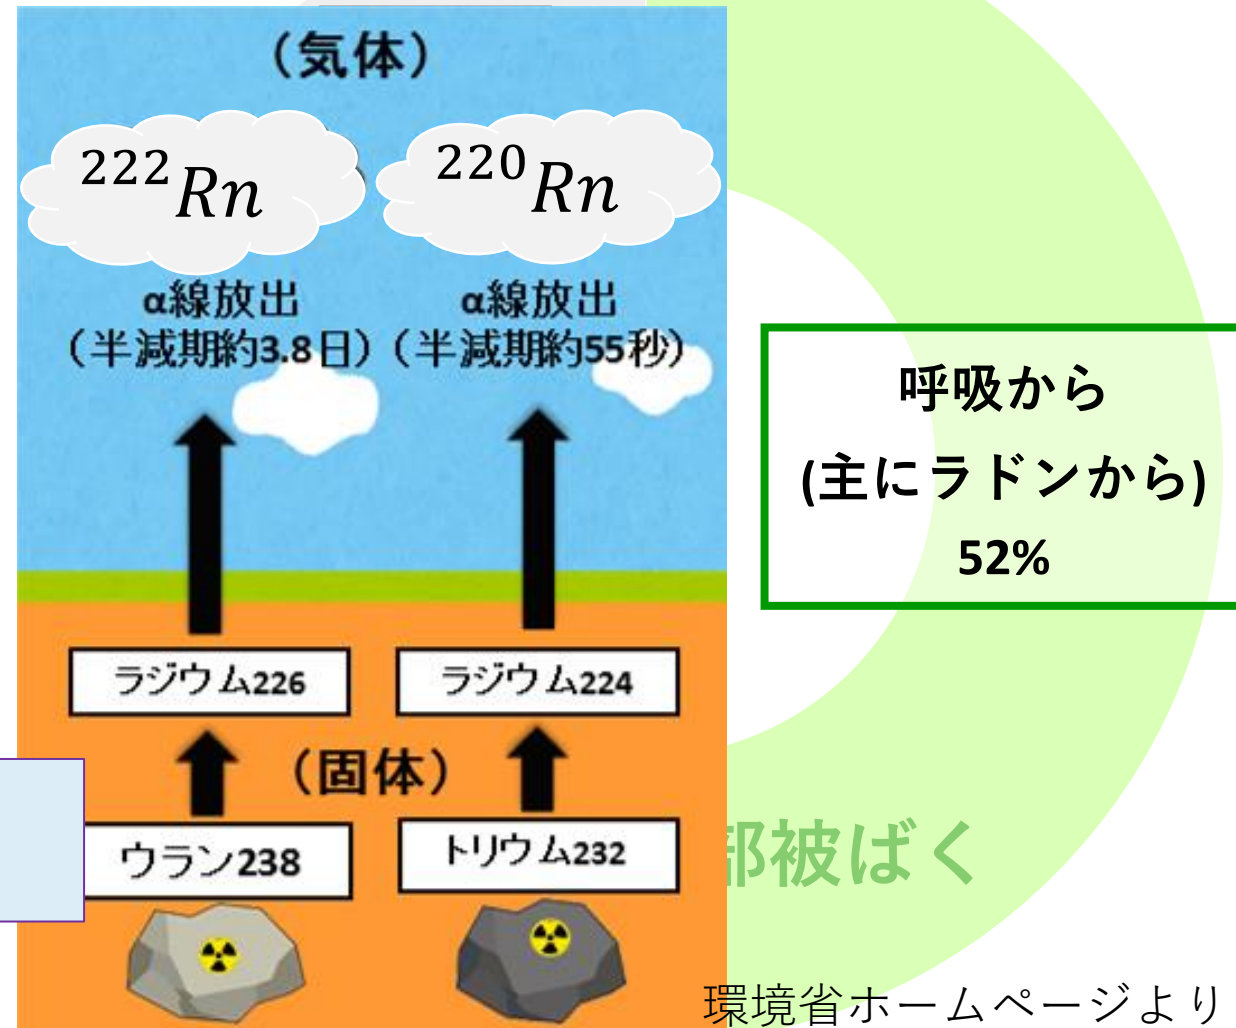 （気体）
²²²Rn
²²⁰Rn
α線放出
（半減期約3.8日）
α線放出
（半減期約55秒）
ラジウム226
ラジウム224
（固体）
ウラン238
トリウム232
呼吸から
(主にラドンから)
52%
部被ばく
環境省ホームページより